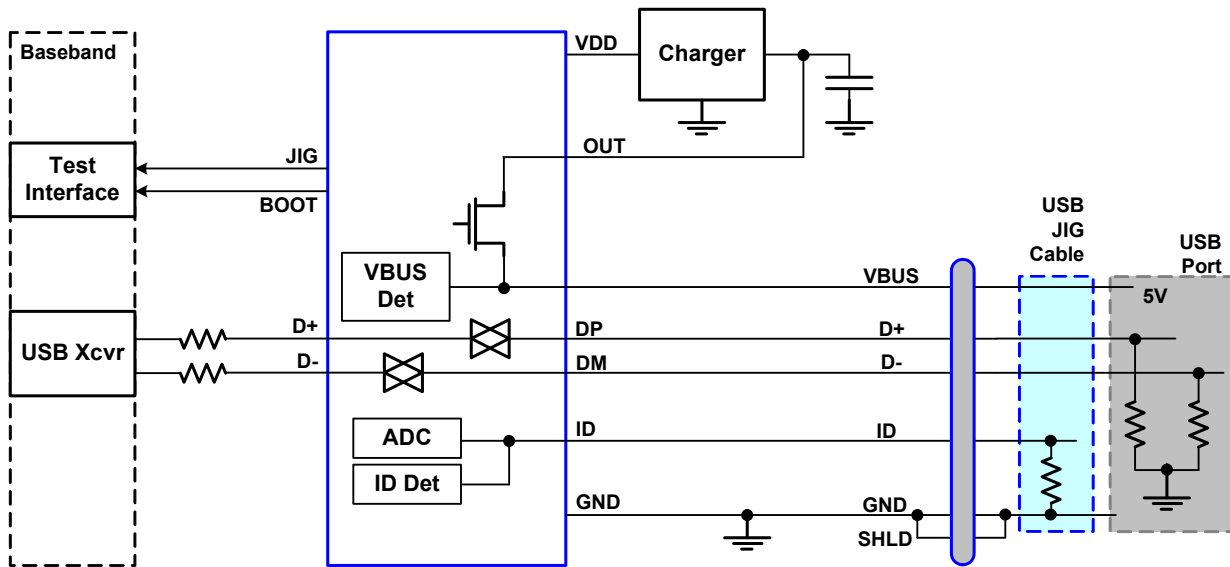 Baseband
Test
Interface
USB Xcvr
JIG
BOOT
D+
D-
VBUS
Det
ADC
ID Det
VDD
Charger
OUT
DP
DM
ID
GND
VBUS
D+
D-
ID
GND
SHLD
USB
JIG
Cable
USB
Port
5V